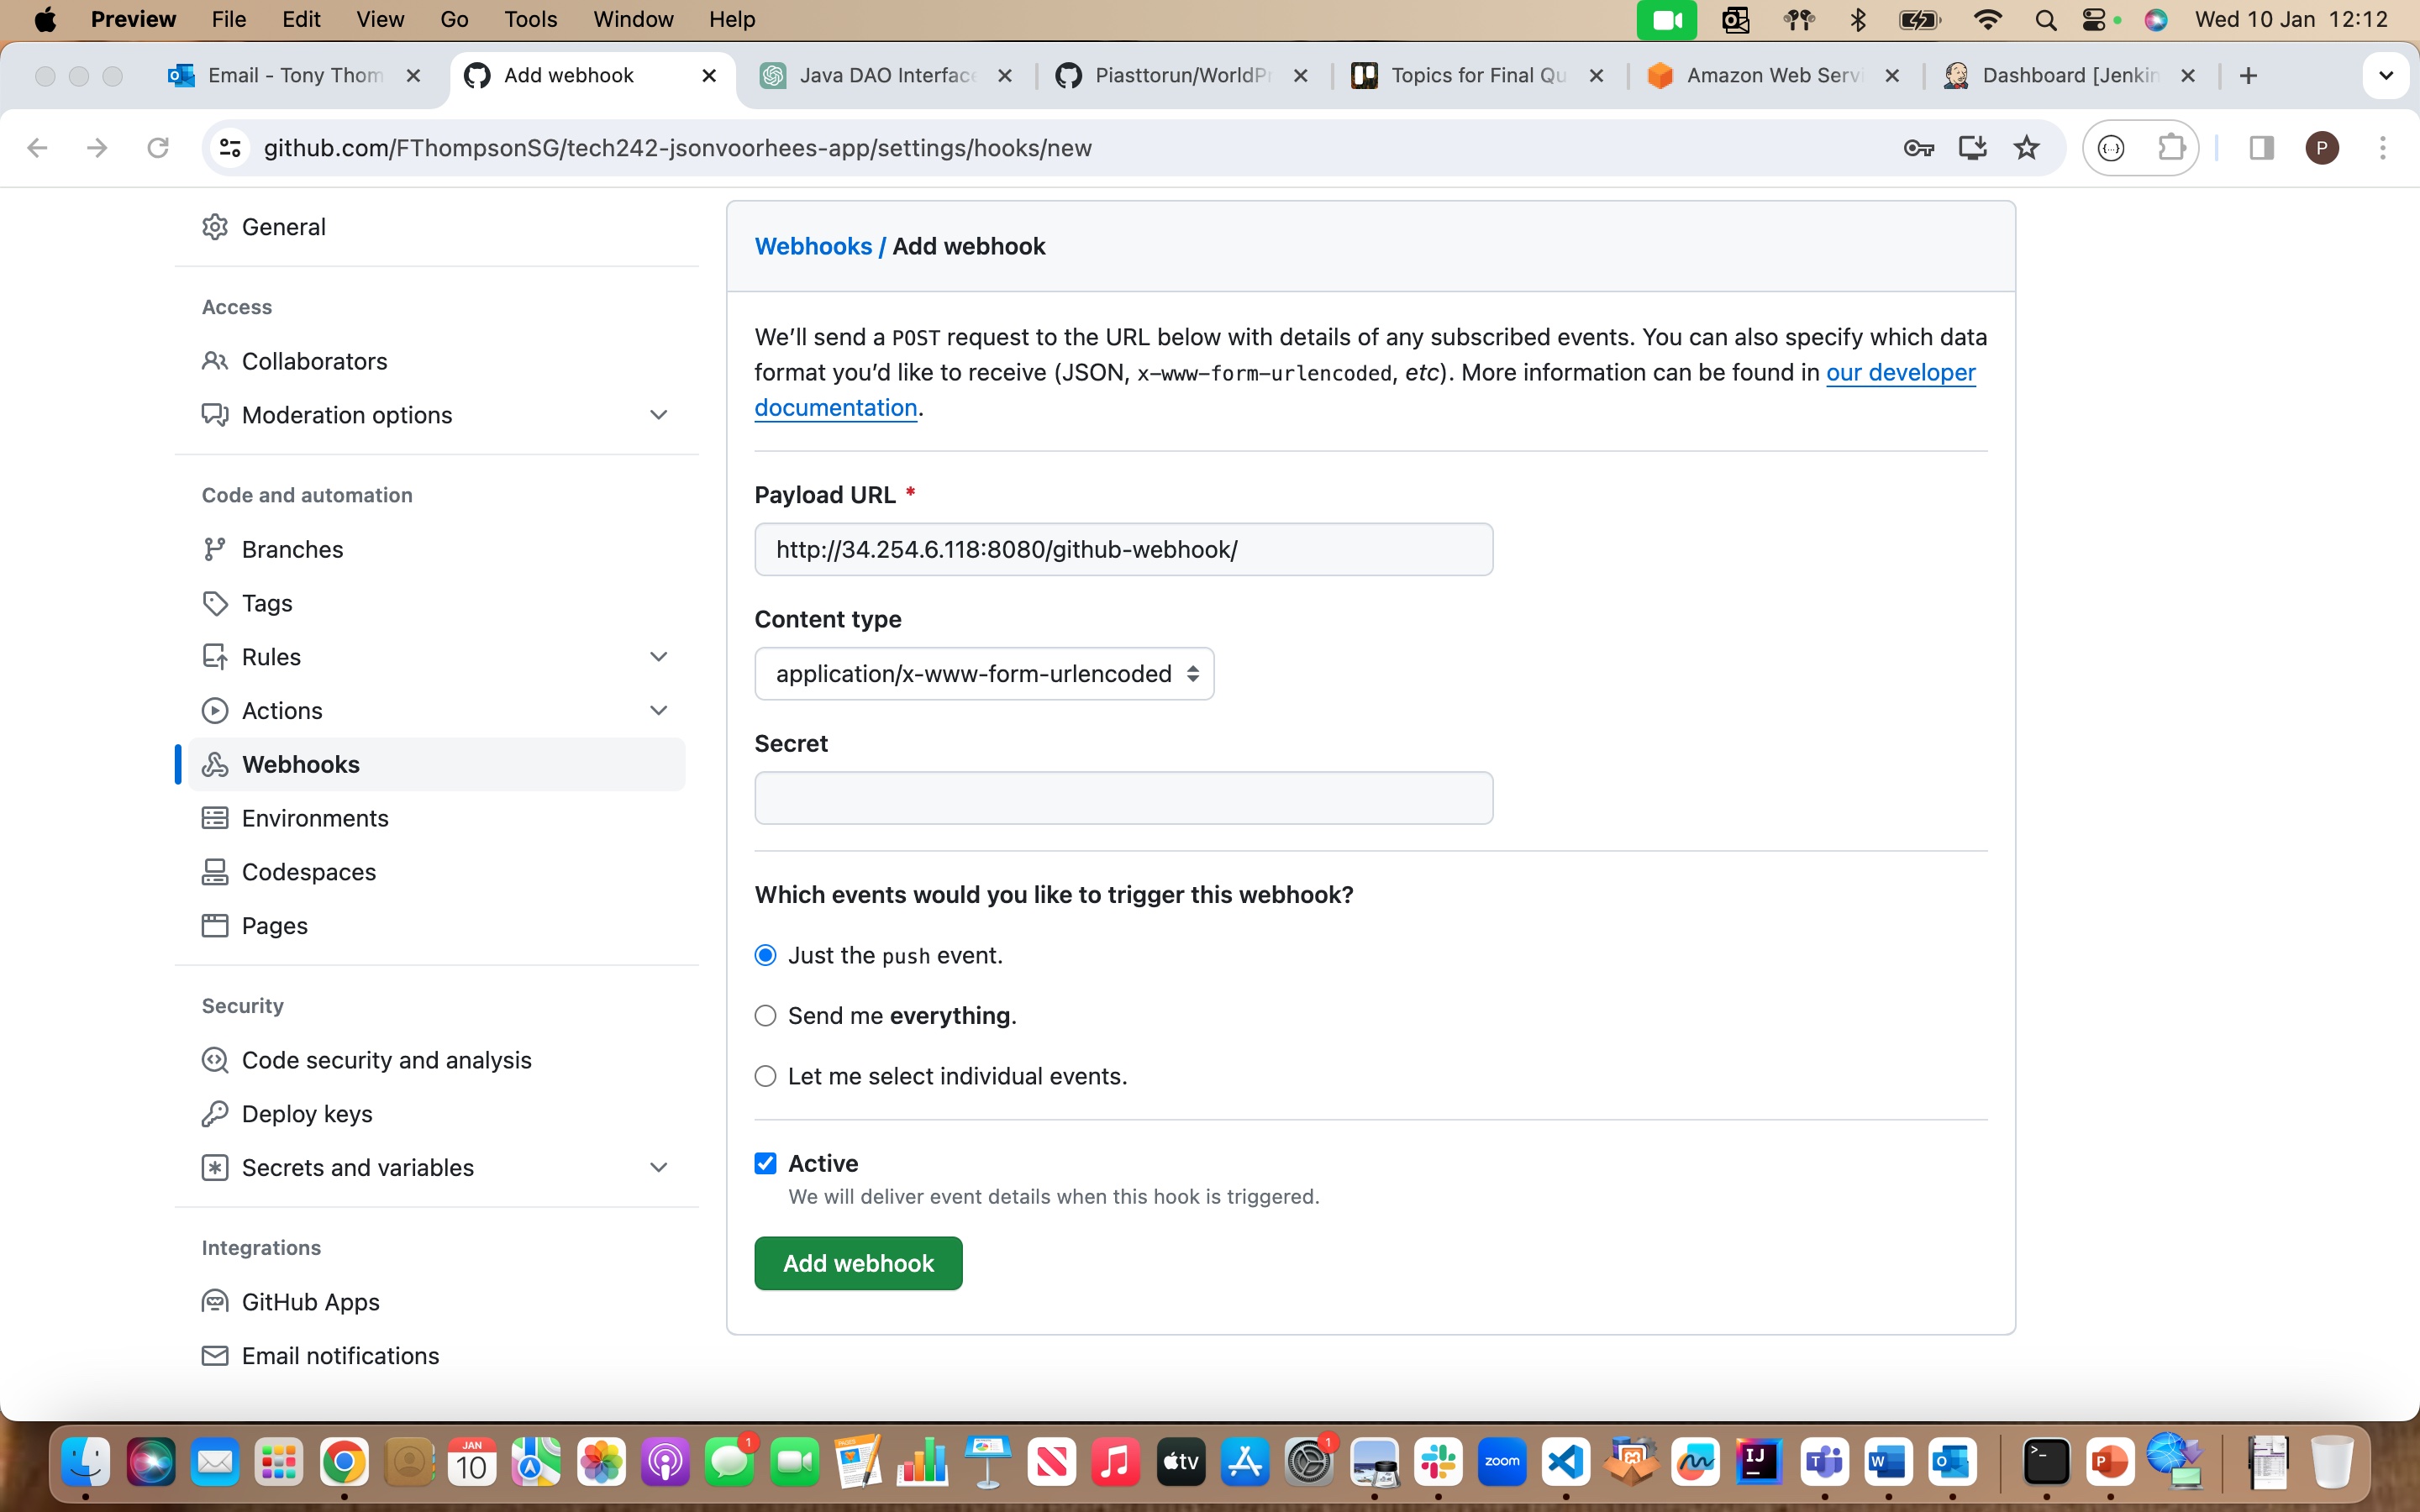 Preview File Edit View Go Tools Window Help Wed 10 Jan 12:12
Email - Tony Thom Add webhook Java DAO Interface Piasttorun/WorldPr Topics for Final Qu Amazon Web Servi Dashboard [Jenkin
github.com/FThompsonSG/tech242-jsonvoorhees-app/settings/hooks/new P
General
Access
Collaborators
Moderation options
Code and automation
Branches
Tags
Rules
Actions
Webhooks
Environments
Codespaces
Pages
Security
Code security and analysis
Deploy keys
Secrets and variables
Integrations
GitHub Apps
Email notifications
Webhooks / Add webhook
We’ll send a POST request to the URL below with details of any subscribed events. You can also specify which data
format you’d like to receive (JSON, x-www-form-urlencoded, etc). More information can be found in our developer
documentation.
Payload URL *
http://34.254.6.118:8080/github-webhook/
Content type
application/x-www-form-urlencoded
Secret
Which events would you like to trigger this webhook?
Just the push event.
Send me everything.
Let me select individual events.
Active
We will deliver event details when this hook is triggered.
Add webhook
JAN
10
1
PAGES
tv
1
zoom
IJ
T
W
O
>_
P